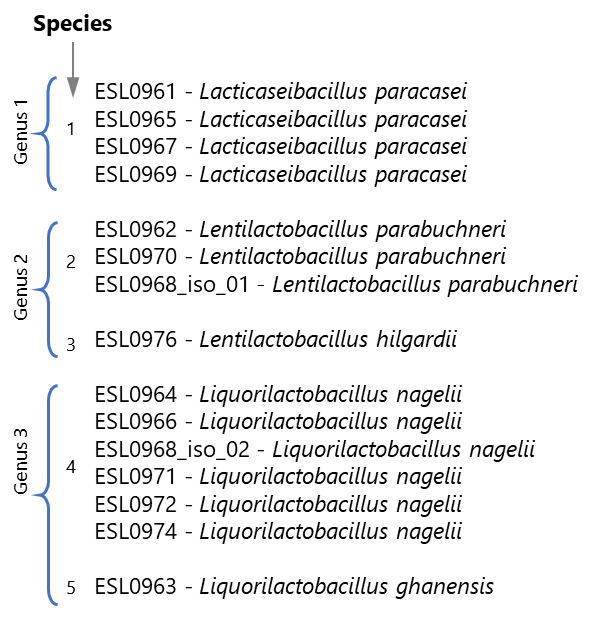 Species
Genus 1
1
ESL0961 - Lacticaseibacillus paracasei
ESL0965 - Lacticaseibacillus paracasei
ESL0967 - Lacticaseibacillus paracasei
ESL0969 - Lacticaseibacillus paracasei
Genus 2
2
ESL0962 - Lentilactobacillus parabuchneri
ESL0970 - Lentilactobacillus parabuchneri
ESL0968_iso_01 - Lentilactobacillus parabuchneri
3
ESL0976 - Lentilactobacillus hilgardii
Genus 3
4
ESL0964 - Liquorilactobacillus nagelii
ESL0966 - Liquorilactobacillus nagelii
ESL0968_iso_02 - Liquorilactobacillus nagelii
ESL0971 - Liquorilactobacillus nagelii
ESL0972 - Liquorilactobacillus nagelii
ESL0974 - Liquorilactobacillus nagelii
5
ESL0963 - Liquorilactobacillus ghanensis